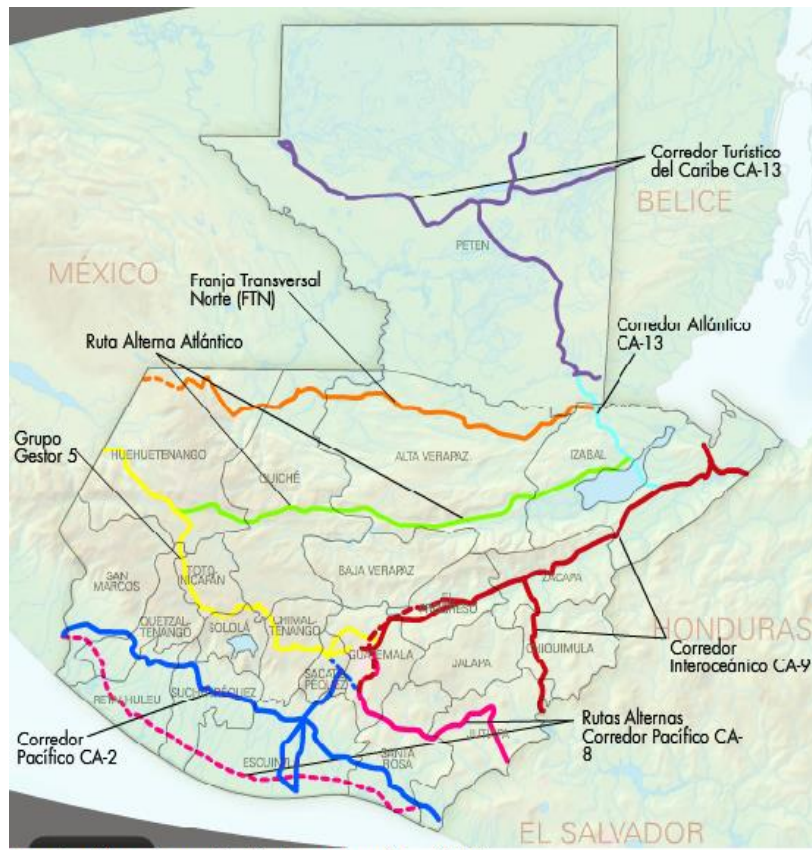 Corredor Turístico
del Caribe CA-13
BELICE
PETEN
MÉXICO
Franja Transversal
Norte (FTN)
Ruta Alterna Atlántico
Corredor Atlántico
CA-13
Grupo
Gestor 5
HUEHUETENANGO
QUICHÉ
ALTA VERAPAZ
IZABAL
SAN
MARCOS
TOTO
NICAPÁN
BAJA VERAPAZ
EL
PROGRESO
ZACAPA
QUETZAL-
TENANGO
SOLOLÁ
CHIMAL-
TENANGO
GUATEMALA
SACATE
PEQUEZ
JALAPA
CHIQUIMULA
HONDURAS
Corredor
Interoceánico CA-9
RETALHULEU
SUCHITEPÉQUEZ
Corredor
Pacífico CA-2
ESCUINTLA
SANTA
ROSA
JUTIAPA
Rutas Alternas
Corredor Pacífico CA-
8
EL SALVADOR